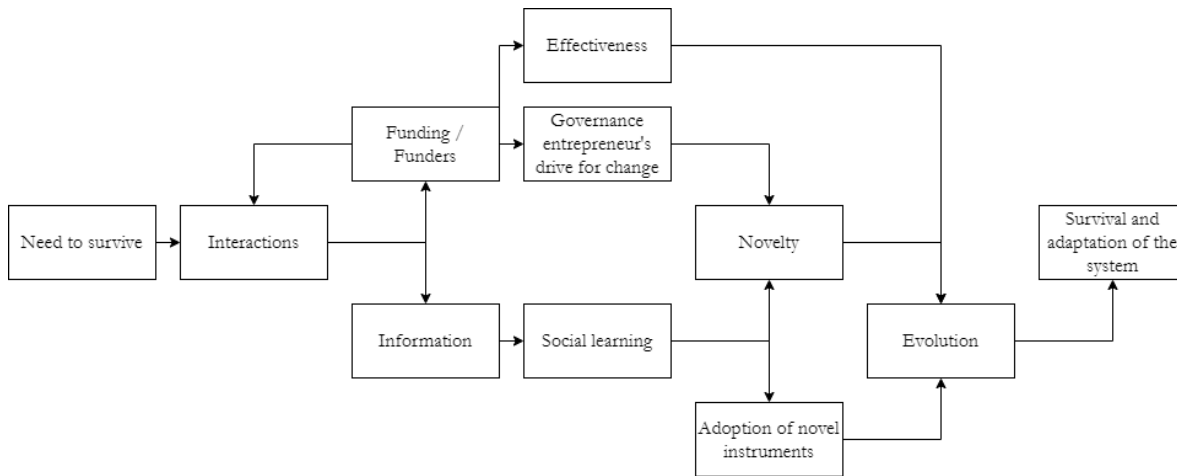 Effectiveness
Funding /
Funders
Governance
entrepreneur's
drive for change
Need to survive
Interactions
Novelty
Survival and
adaptation of the
system
Information
Social learning
Evolution
Adoption of novel
instruments